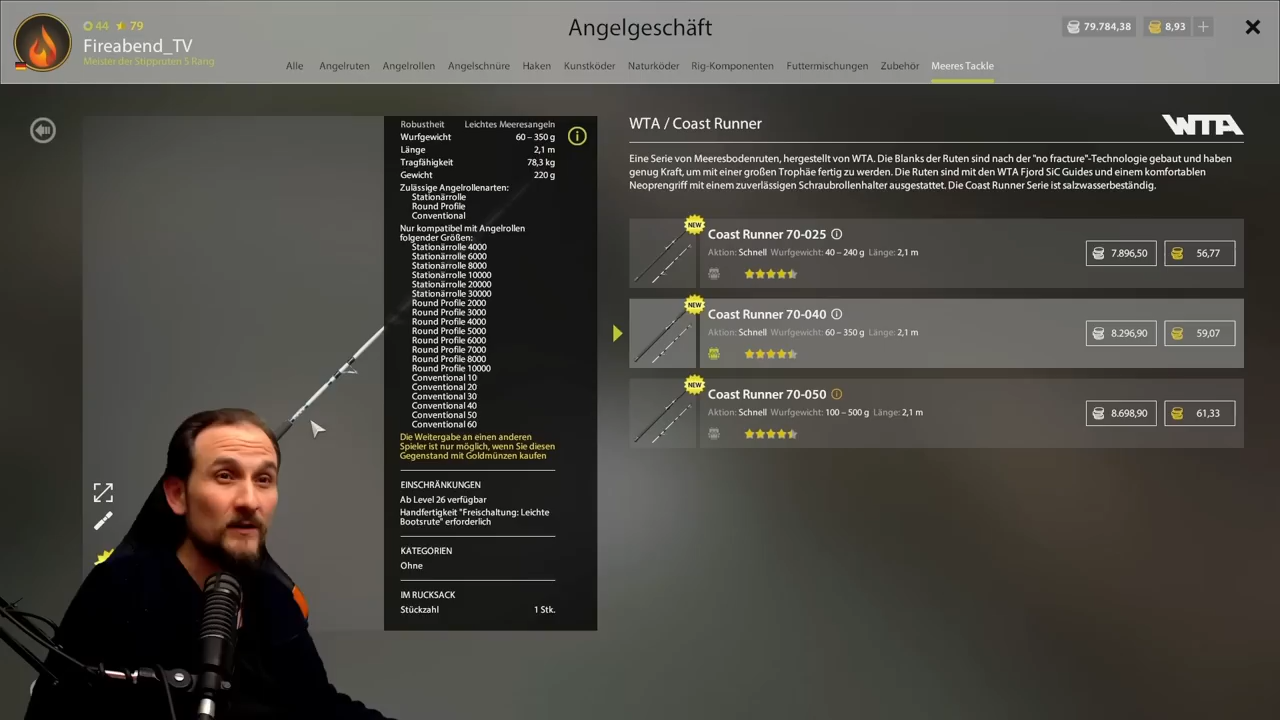 44 79
Fireabend_TV
Meister des Stippruten 5 Rang
Angelgeschäft
79.784,38
8,93
Alle Angelruten Angelrollen Angelschnüre Haken Kunstköder Naturköder Rig-Komponenten Futtermischungen Zubehör Meeres Tackle
Robustheit Leichtes Meeresangeln
Wurfgewicht 60 – 350 g
Länge 2,1 m
Tragfähigkeit 78,3 kg
Gewicht 220 g
Zulässige Angelrollenarten:
Stationärrolle
Round Profile
Conventional
Nur kompatibel mit Angelrollen
folgender Größen:
Stationärrolle 4000
Stationärrolle 6000
Stationärrolle 8000
Stationärrolle 10000
Stationärrolle 20000
Stationärrolle 30000
Round Profile 2000
Round Profile 3000
Round Profile 4000
Round Profile 5000
Round Profile 6000
Round Profile 7000
Round Profile 8000
Round Profile 10000
Conventional 10
Conventional 20
Conventional 30
Conventional 40
Conventional 50
Conventional 60
Die Weitergabe an einen anderen
Spieler ist nur möglich, wenn Sie diesen
Gegenstand mit Goldmünzen kaufen
EINSCHRÄNKUNGEN
Ab Level 26 verfügbar
Handfertigkeit "Freischaltung: Leichte
Bootsrute" erforderlich
KATEGORIEN
Ohne
IM RUCKSACK
Stückzahl 1 Stk.
WTA / Coast Runner
WTA
Eine Serie von Meeresbodenruten, hergestellt von WTA. Die Blanks der Ruten sind nach der "no fracture"-Technologie gebaut und haben
genug Kraft, um mit einer großen Trophäe fertig zu werden. Die Ruten sind mit den WTA Fjord SiC Guides und einem komfortablen
Neoprengriff mit einem zuverlässigen Schraubrollenhalter ausgestattet. Die Coast Runner Serie ist salzwasserbeständig.
NEW
Coast Runner 70-025
Aktion: Schnell Wurfgewicht: 40 – 240 g Länge: 2,1 m
7.896,50
56,77
NEW
Coast Runner 70-040
Aktion: Schnell Wurfgewicht: 60 – 350 g Länge: 2,1 m
8.296,90
59,07
NEW
Coast Runner 70-050
Aktion: Schnell Wurfgewicht: 100 – 500 g Länge: 2,1 m
8.698,90
61,33